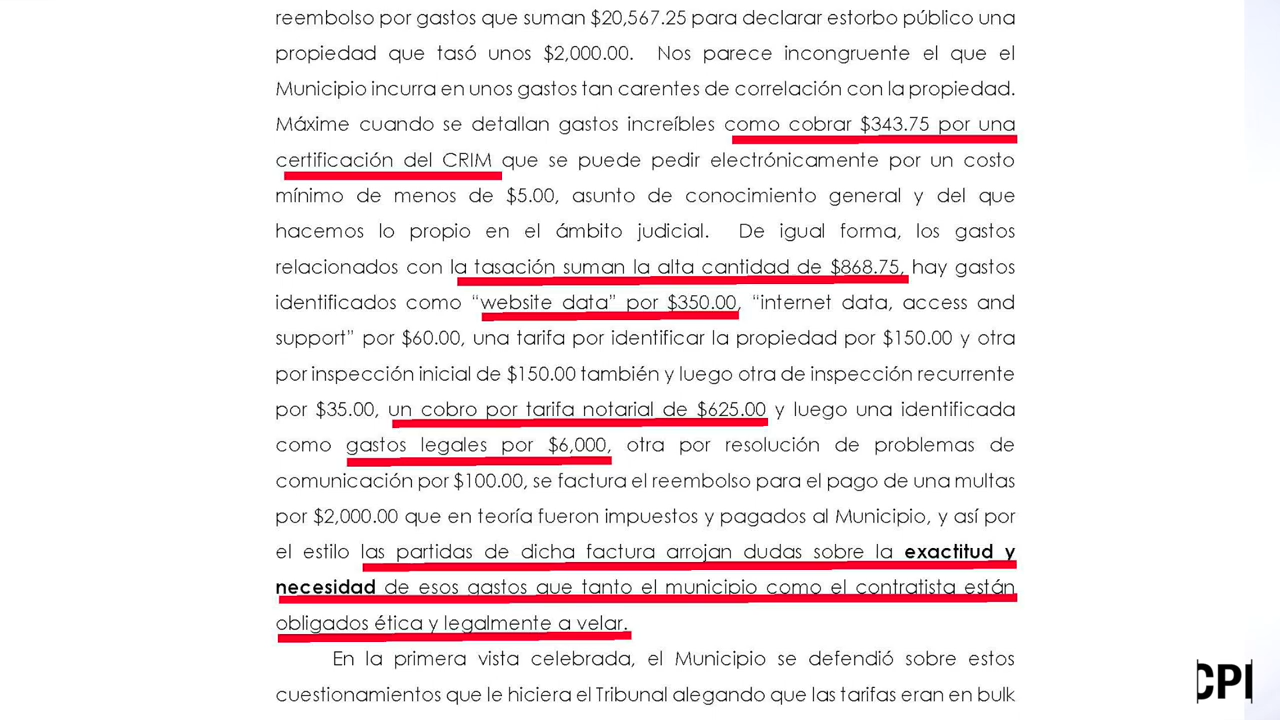 reembolso por gastos que suman $20,567.25 para declarar estorbo público una
propiedad que tasó unos $2,000.00. Nos parece incongruente el que el
Municipio incurra en unos gastos tan carentes de correlación con la propiedad.
Máxime cuando se detallan gastos increíbles como cobrar $343.75 por una
certificación del CRIM que se puede pedir electrónicamente por un costo
mínimo de menos de $5.00, asunto de conocimiento general y del que
hacemos lo propio en el ámbito judicial. De igual forma, los gastos
relacionados con la tasación suman la alta cantidad de $868.75, hay gastos
identificados como “website data” por $350.00, “internet data, access and
support” por $60.00, una tarifa por identificar la propiedad por $150.00 y otra
por inspección inicial de $150.00 también y luego otra de inspección recurrente
por $35.00, un cobro por tarifa notarial de $625.00 y luego una identificada
como gastos legales por $6,000, otra por resolución de problemas de
comunicación por $100.00, se factura el reembolso para el pago de una multas
por $2,000.00 que en teoría fueron impuestos y pagados al Municipio, y así por
el estilo las partidas de dicha factura arrojan dudas sobre la exactitud y
necesidad de esos gastos que tanto el municipio como el contratista están
obligados ética y legalmente a velar.
En la primera vista celebrada, el Municipio se defendió sobre estos
cuestionamientos que le hiciera el Tribunal alegando que las tarifas eran en bulk
CPI